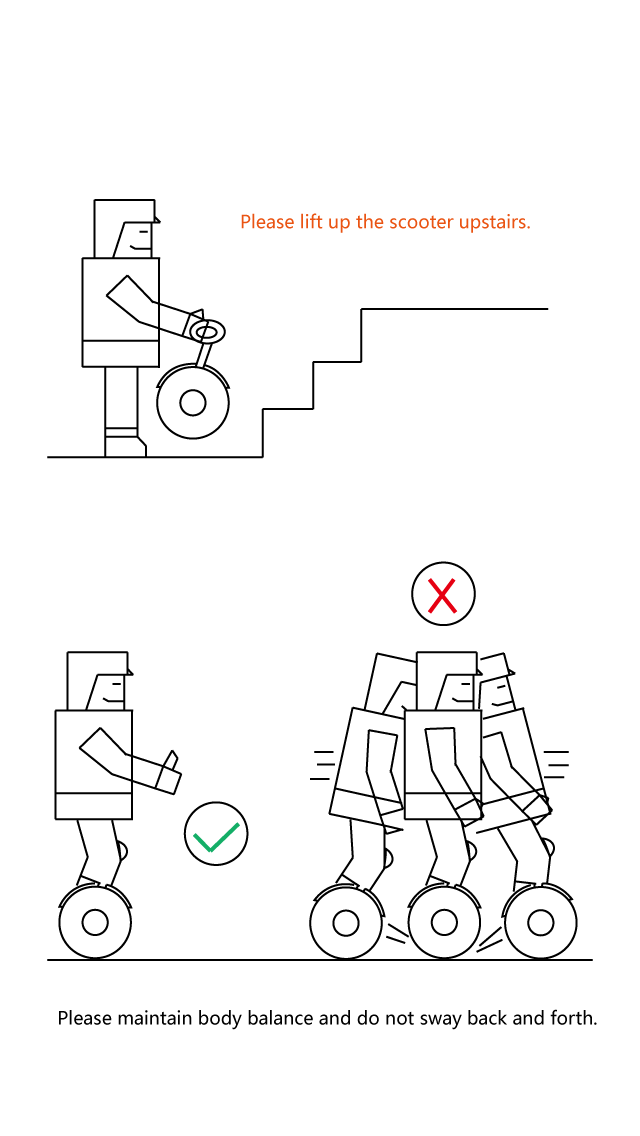 Please lift up the scooter upstairs.
Please maintain body balance and do not sway back and forth.